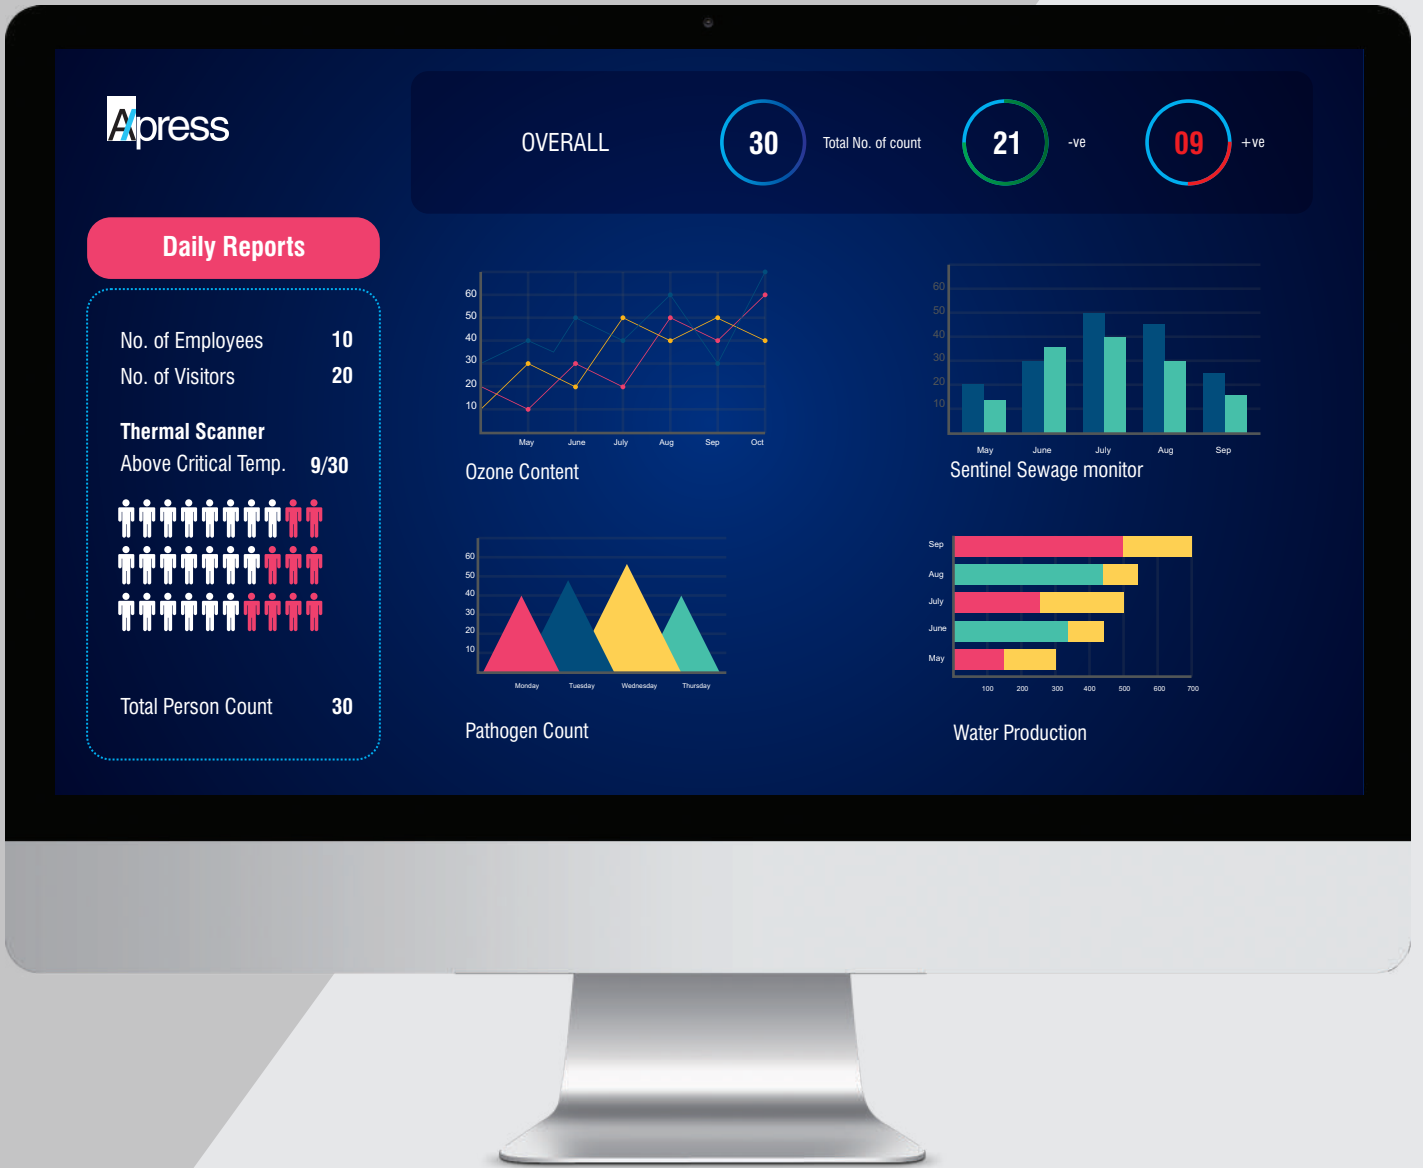 Apress
OVERALL
30
Total No. of count
21
-ve
09
+ve
Daily Reports
No. of Employees 10
No. of Visitors 20
Thermal Scanner
Above Critical Temp. 9/30
Total Person Count 30
60
50
40
30
20
10
May June July Aug Sep Oct
Ozone Content
60
50
40
30
20
10
May June July Aug Sep
Sentinel Sewage monitor
60
50
40
30
20
10
Monday Tuesday Wednesday Thursday
Pathogen Count
Sep
Aug
July
June
May
100 200 300 400 500 600 700
Water Production